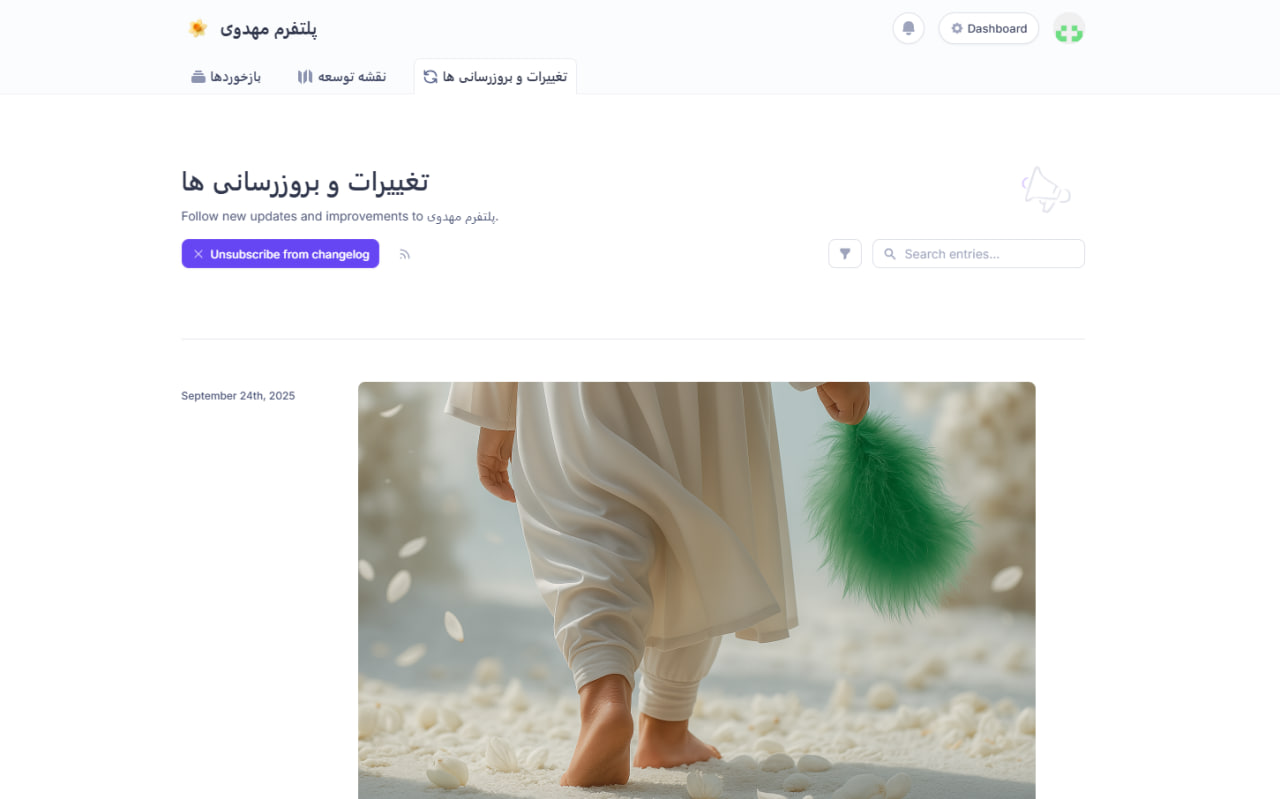 پلتفرم مهدوی
Dashboard
بازخوردها
نقشه توسعه
تغییرات و بروزرسانی ها
تغییرات و بروزرسانی ها
Follow new updates and improvements to پلتفرم مهدوی.
Unsubscribe from changelog
Search entries...
September 24th, 2025